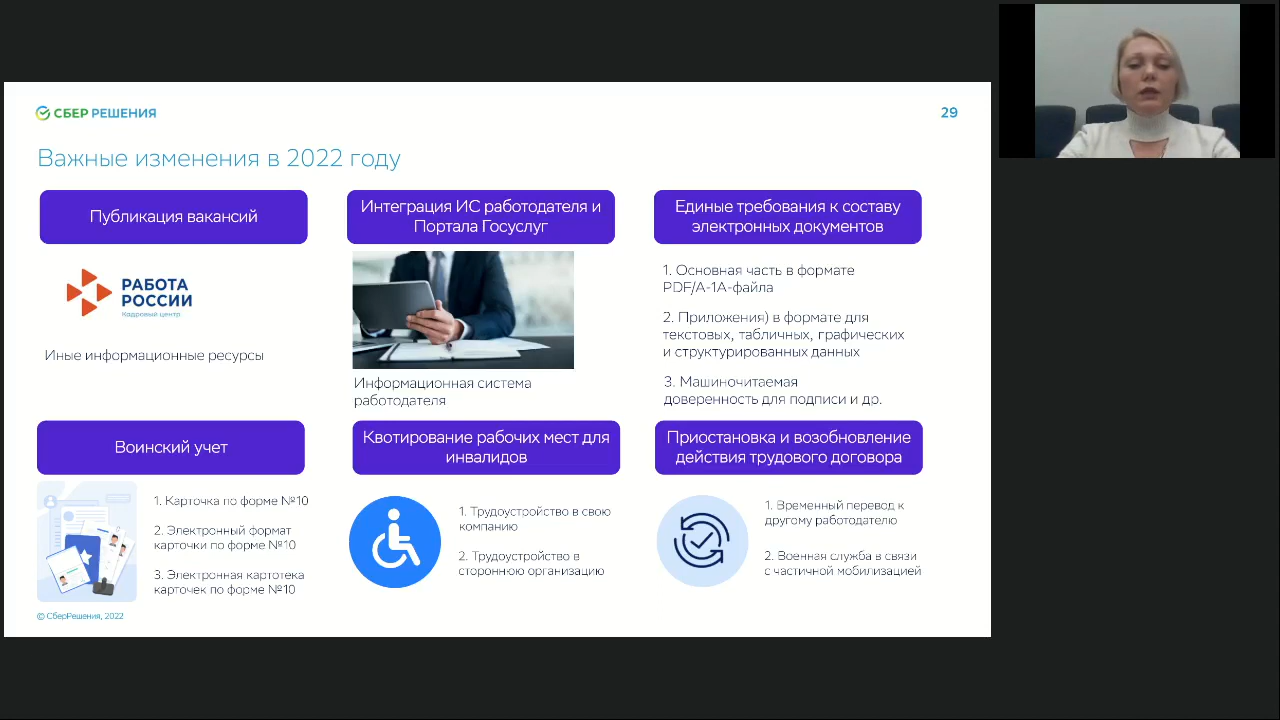 СБЕР РЕШЕНИЯ
29
Важные изменения в 2022 году
Публикация вакансий
РАБОТА
РОССИИ
Кадровый центр
Иные информационные ресурсы
Интеграция ИС работодателя и
Портала Госуслуг
Информационная система
работодателя
Единые требования к составу
электронных документов
1. Основная часть в формате
PDF/A-1A-файла
2. Приложения) в формате для
текстовых, табличных, графических
и структурированных данных
3. Машиночитаемая
доверенность для подписи и др.
Воинский учет
1. Карточка по форме №10
2. Электронный формат
карточки по форме №10
3. Электронная картотека
карточек по форме №10
Квотирование рабочих мест для
инвалидов
1. Трудоустройство в свою
компанию
2. Трудоустройство в
стороннюю организацию
Приостановка и возобновление
действия трудового договора
1. Временный перевод к
другому работодателю
2. Военная служба в связи
с частичной мобилизацией
© СберРешения, 2022